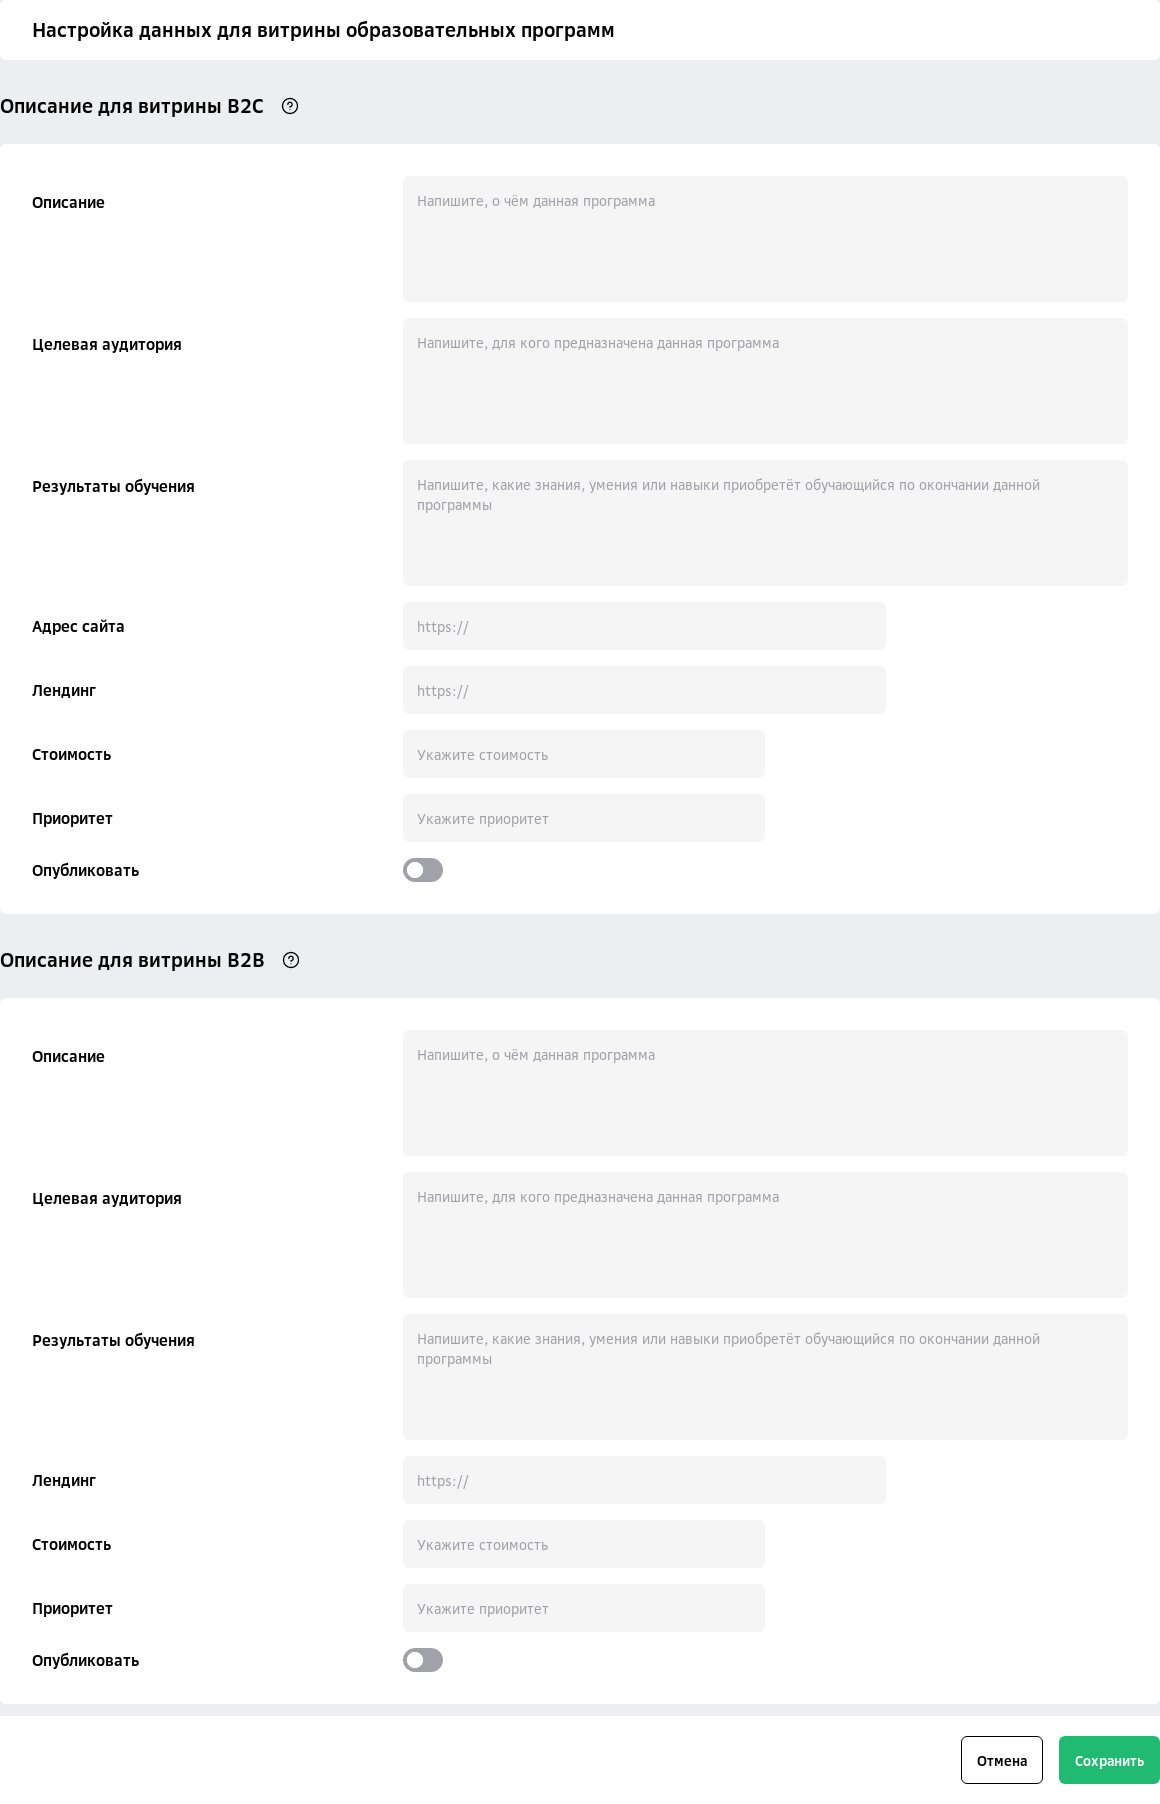 Настройка данных для витрины образовательных программ
Описание для витрины B2C
Описание
Напишите, о чём данная программа
Целевая аудитория
Напишите, для кого предназначена данная программа
Результаты обучения
Напишите, какие знания, умения или навыки приобретёт обучающийся по окончании данной
программы
Адрес сайта
https://
Лендинг
https://
Стоимость
Укажите стоимость
Приоритет
Укажите приоритет
Опубликовать
Описание для витрины B2B
Описание
Напишите, о чём данная программа
Целевая аудитория
Напишите, для кого предназначена данная программа
Результаты обучения
Напишите, какие знания, умения или навыки приобретёт обучающийся по окончании данной
программы
Лендинг
https://
Стоимость
Укажите стоимость
Приоритет
Укажите приоритет
Опубликовать
Отмена
Сохранить